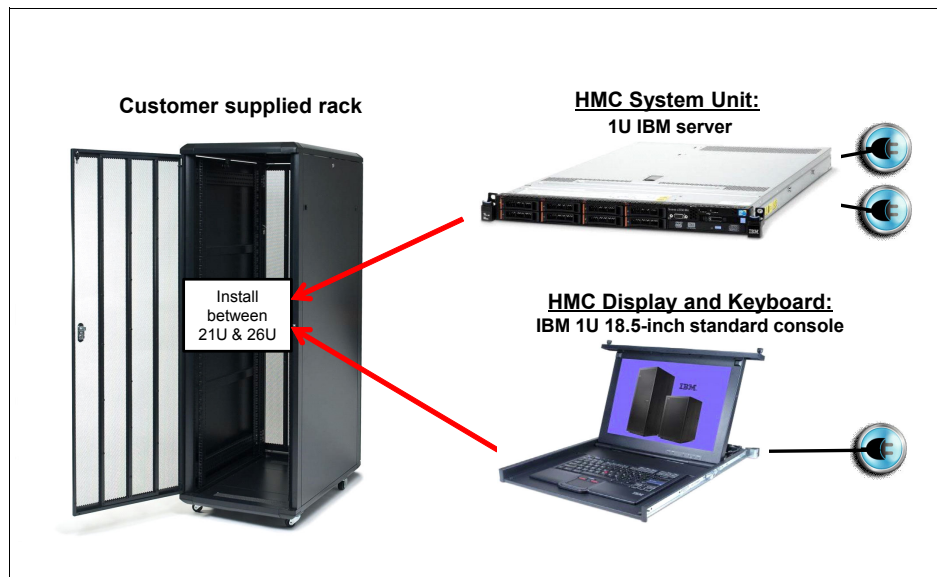 Customer supplied rack
Install
between
21U & 26U
HMC System Unit:
1U IBM server
IBM
HMC Display and Keyboard:
IBM 1U 18.5-inch standard console
IBM